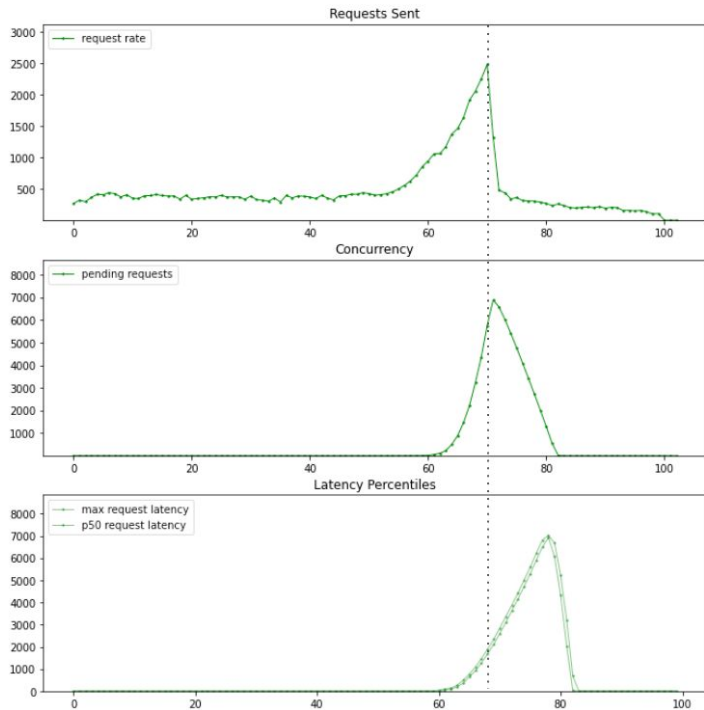 Requests Sent
3000
request rate
2500
2000
1500
1000
500
0 20 40 60 80 100
Concurrency
8000
pending requests
7000
6000
5000
4000
3000
2000
1000
0 20 40 60 80 100
Latency Percentiles
max request latency
8000
p50 request latency
7000
6000
5000
4000
3000
2000
1000
0
0 20 40 60 80 100